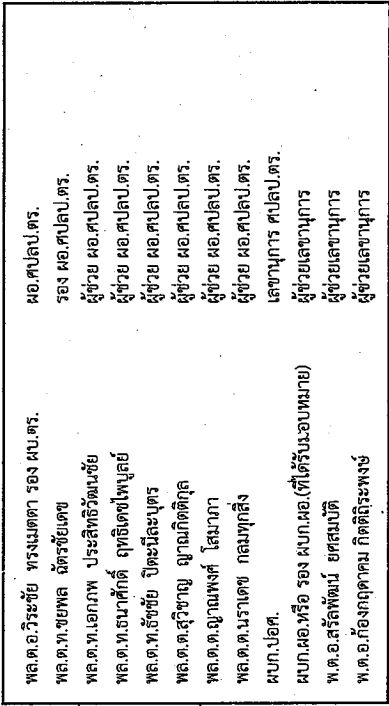 พล.ต.อ.วิระชัย ทรงเมตตา รอง ผบ.ตร. ผอ.ศปลป.ตร.
พล.ต.ท.ชยพล ฉัตรชัยเดช รอง ผอ.ศปลป.ตร.
พล.ต.ท.เอกภพ ประสิทธิ์วัฒนชัย ผู้ช่วย ผอ.ศปลป.ตร.
พล.ต.ท.ธนาศักดิ์ ฤทธิเดชไพบูลย์ ผู้ช่วย ผอ.ศปลป.ตร.
พล.ต.ท.ธัชชัย ปิตะนีละบุตร ผู้ช่วย ผอ.ศปลป.ตร.
พล.ต.ต.สุวิชาญ ญาณกิตติกุล ผู้ช่วย ผอ.ศปลป.ตร.
พล.ต.ต.ญาณพงศ์ โสมาภา ผู้ช่วย ผอ.ศปลป.ตร.
พล.ต.ต.นราเดช กลมทุกสิ่ง ผู้ช่วย ผอ.ศปลป.ตร.
ผบก.ปอศ. เลขานุการ ศปลป.ตร.
ผบก.ผอ.หรือ รอง ผบก.ผอ.(ที่ได้รับมอบหมาย) ผู้ช่วยเลขานุการ
พ.ต.อ.สรัลพัฒน์ ยศสมบัติ ผู้ช่วยเลขานุการ
พ.ต.อ.ก้องกฤดาคม กิตติถิระพงษ์ ผู้ช่วยเลขานุการ